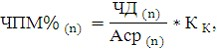 ЧПМ% (n) = ЧД (n) / Аср (n) * К К,